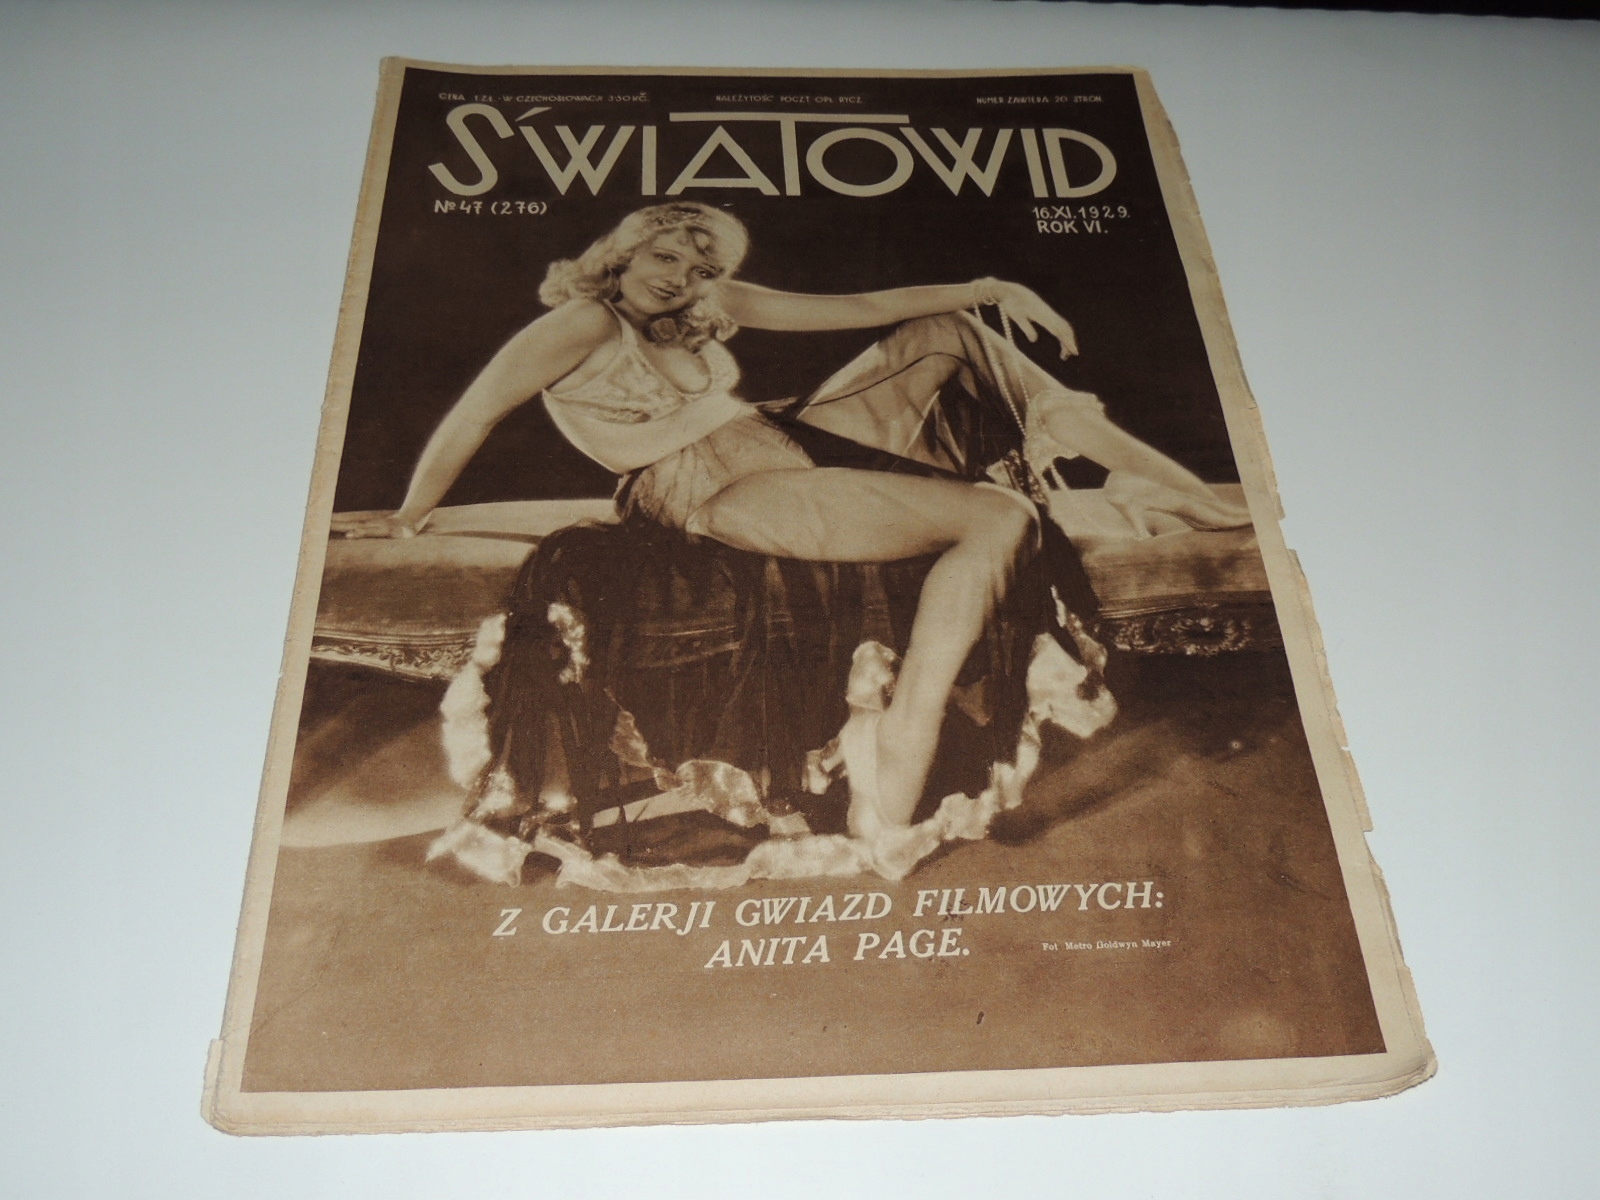 CENA 1 ZŁ. - W CZECHOSŁOWACJI 3·50 KČ.
NALEŻYTOŚĆ POCZT. OPŁ. RYCZ.
NUMER ZAWIERA 20 STRON.
ŚWIATOWID
№ 47 (276)
16.XI.1929.
ROK VI.
Z GALERJI GWIAZD FILMOWYCH:
ANITA PAGE.
Fot Metro Goldwyn Mayer